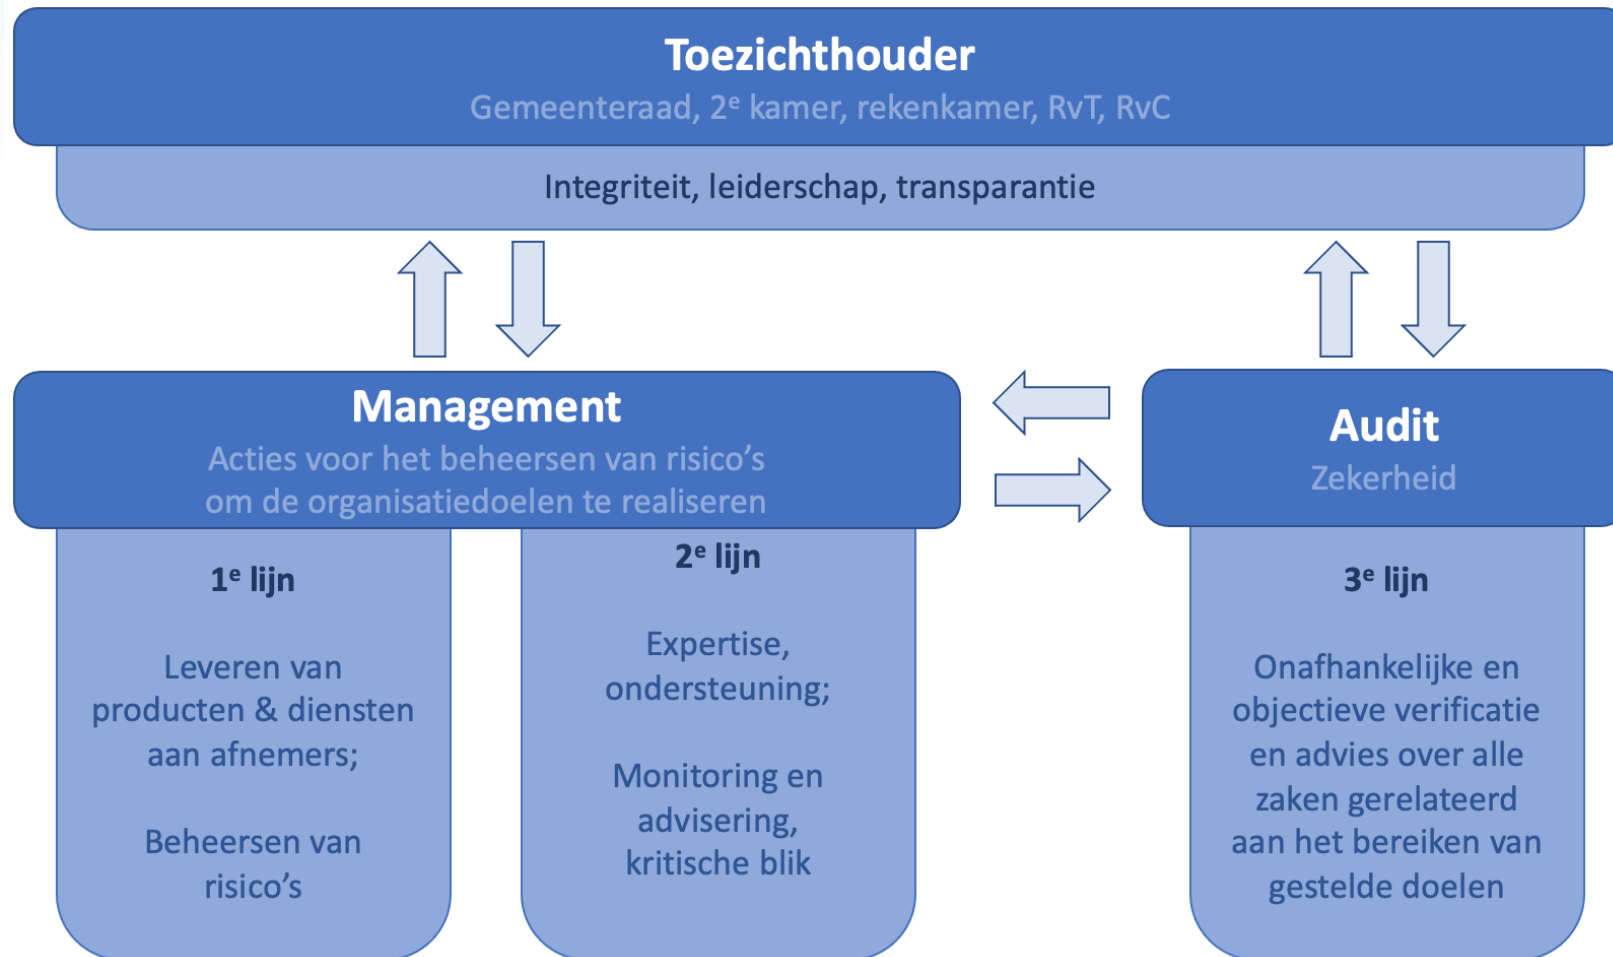 Toezichthouder
Gemeenteraad, 2ᵉ kamer, rekenkamer, RvT, RvC
Integriteit, leiderschap, transparantie
Management
Acties voor het beheersen van risico’s
om de organisatiedoelen te realiseren
1ᵉ lijn
Leveren van
producten & diensten
aan afnemers;
Beheersen van
risico’s
2ᵉ lijn
Expertise,
ondersteuning;
Monitoring en
advisering,
kritische blik
Audit
Zekerheid
3ᵉ lijn
Onafhankelijke en
objectieve verificatie
en advies over alle
zaken gerelateerd
aan het bereiken van
gestelde doelen